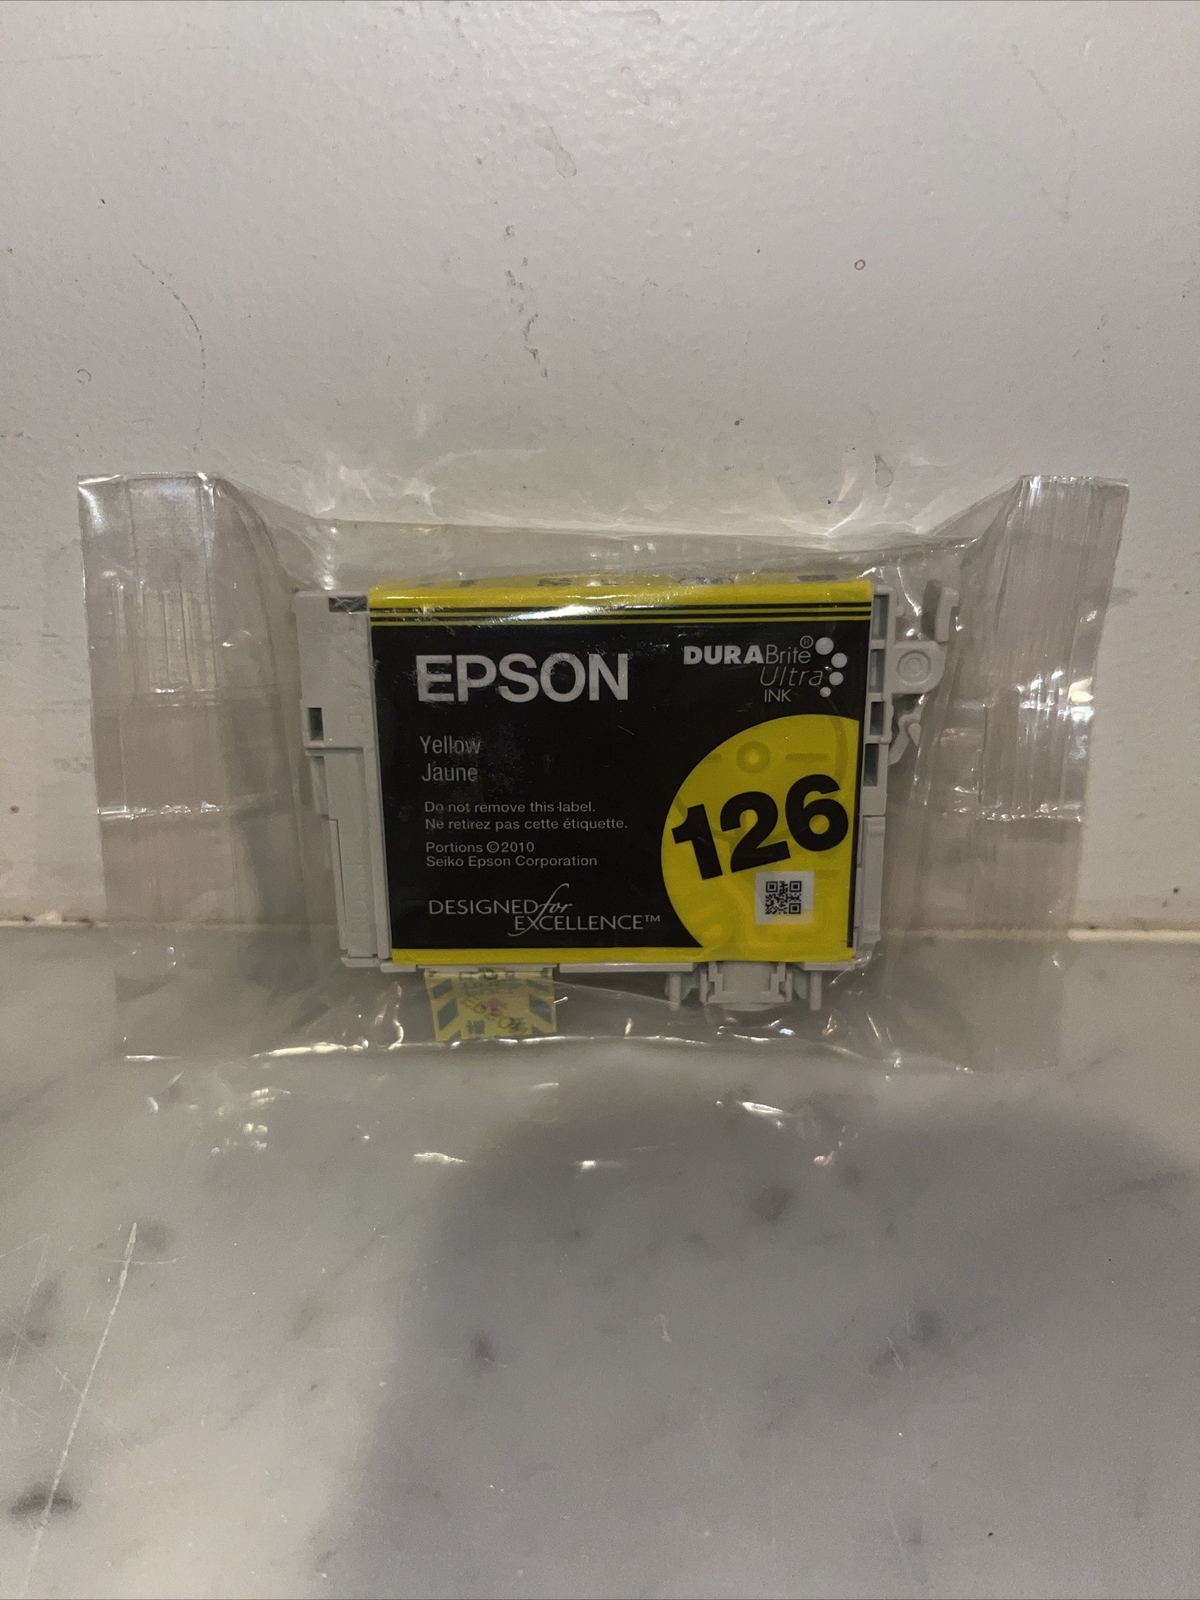 EPSON
DURABrite®
Ultra
INK
Yellow
Jaune
126
Do not remove this label.
Ne retirez pas cette étiquette.
Portions ©2010
Seiko Epson Corporation
DESIGNED for
EXCELLENCE™